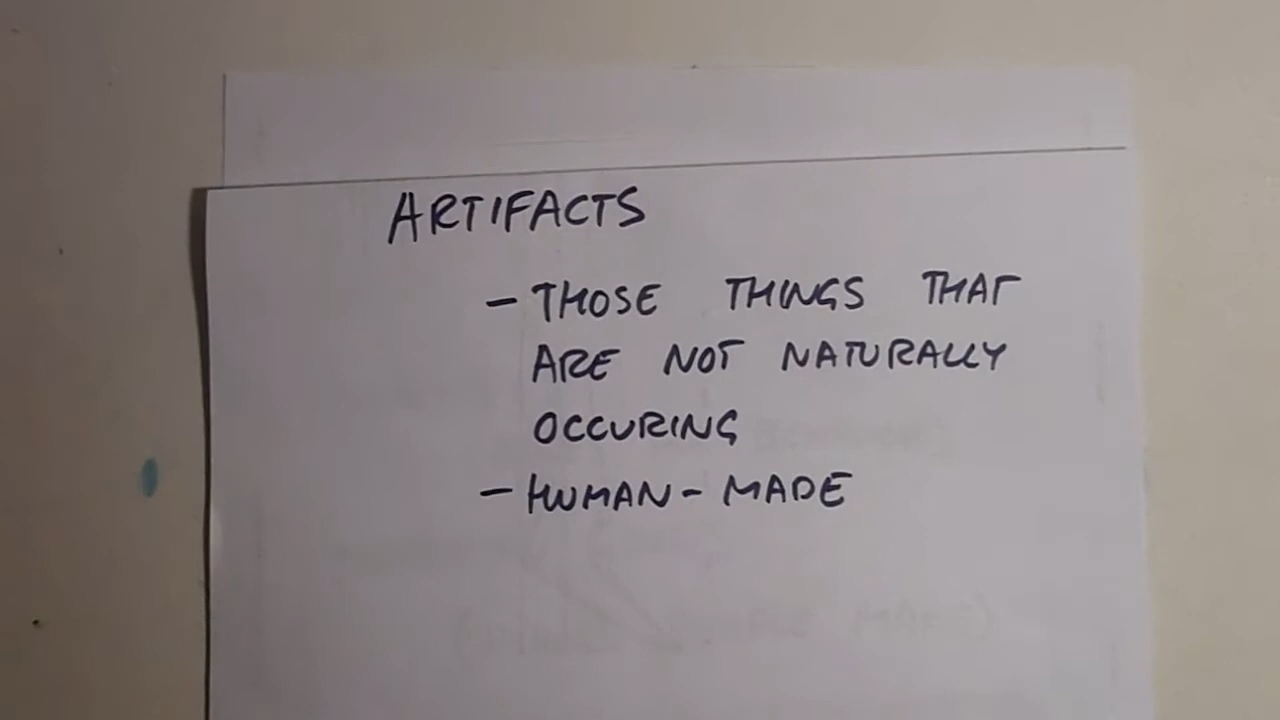 ARTIFACTS
- THOSE THINGS THAT
ARE NOT NATURALLY
OCCURING
- HUMAN-MADE